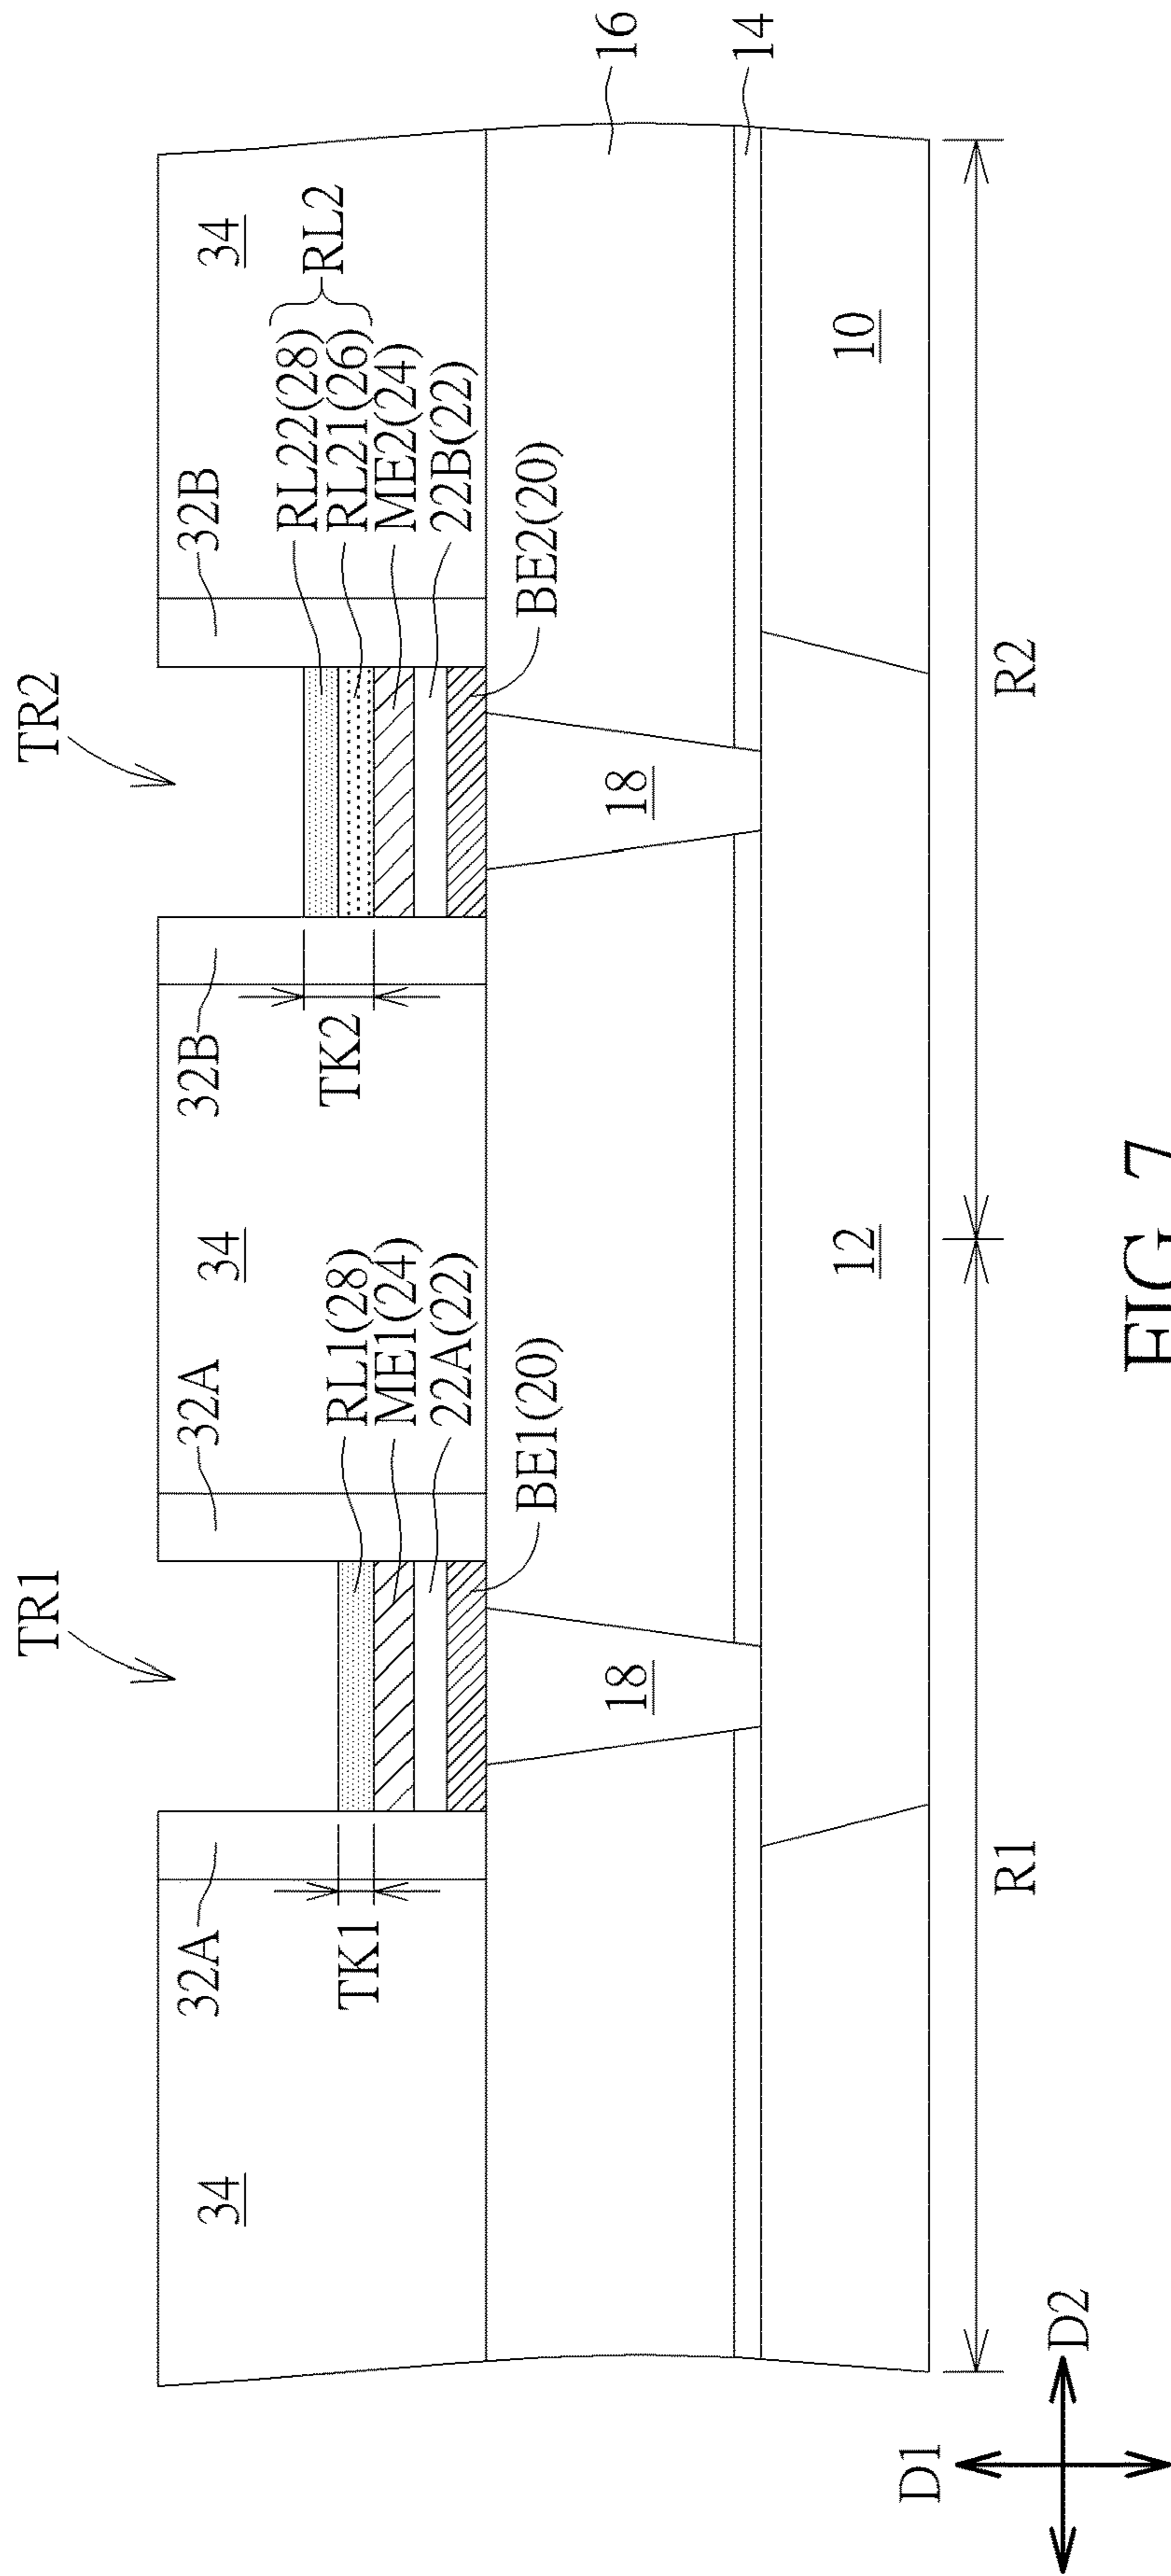 TR1
TR2
32A
32A
32B
32B
34
34
34
RL1(28)
ME1(24)
22A(22)
BE1(20)
TK1
TK2
RL22(28)
RL21(26)
RL2
ME2(24)
22B(22)
BE2(20)
18
18
16
14
12
10
R1
R2
D1
D2
FIG. 7